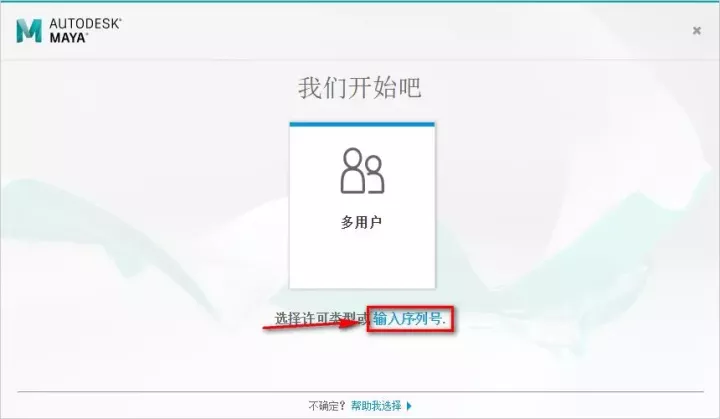 AUTODESK®
MAYA®
我们开始吧
多用户
选择许可类型或输入序列号.
不确定? 帮助我选择